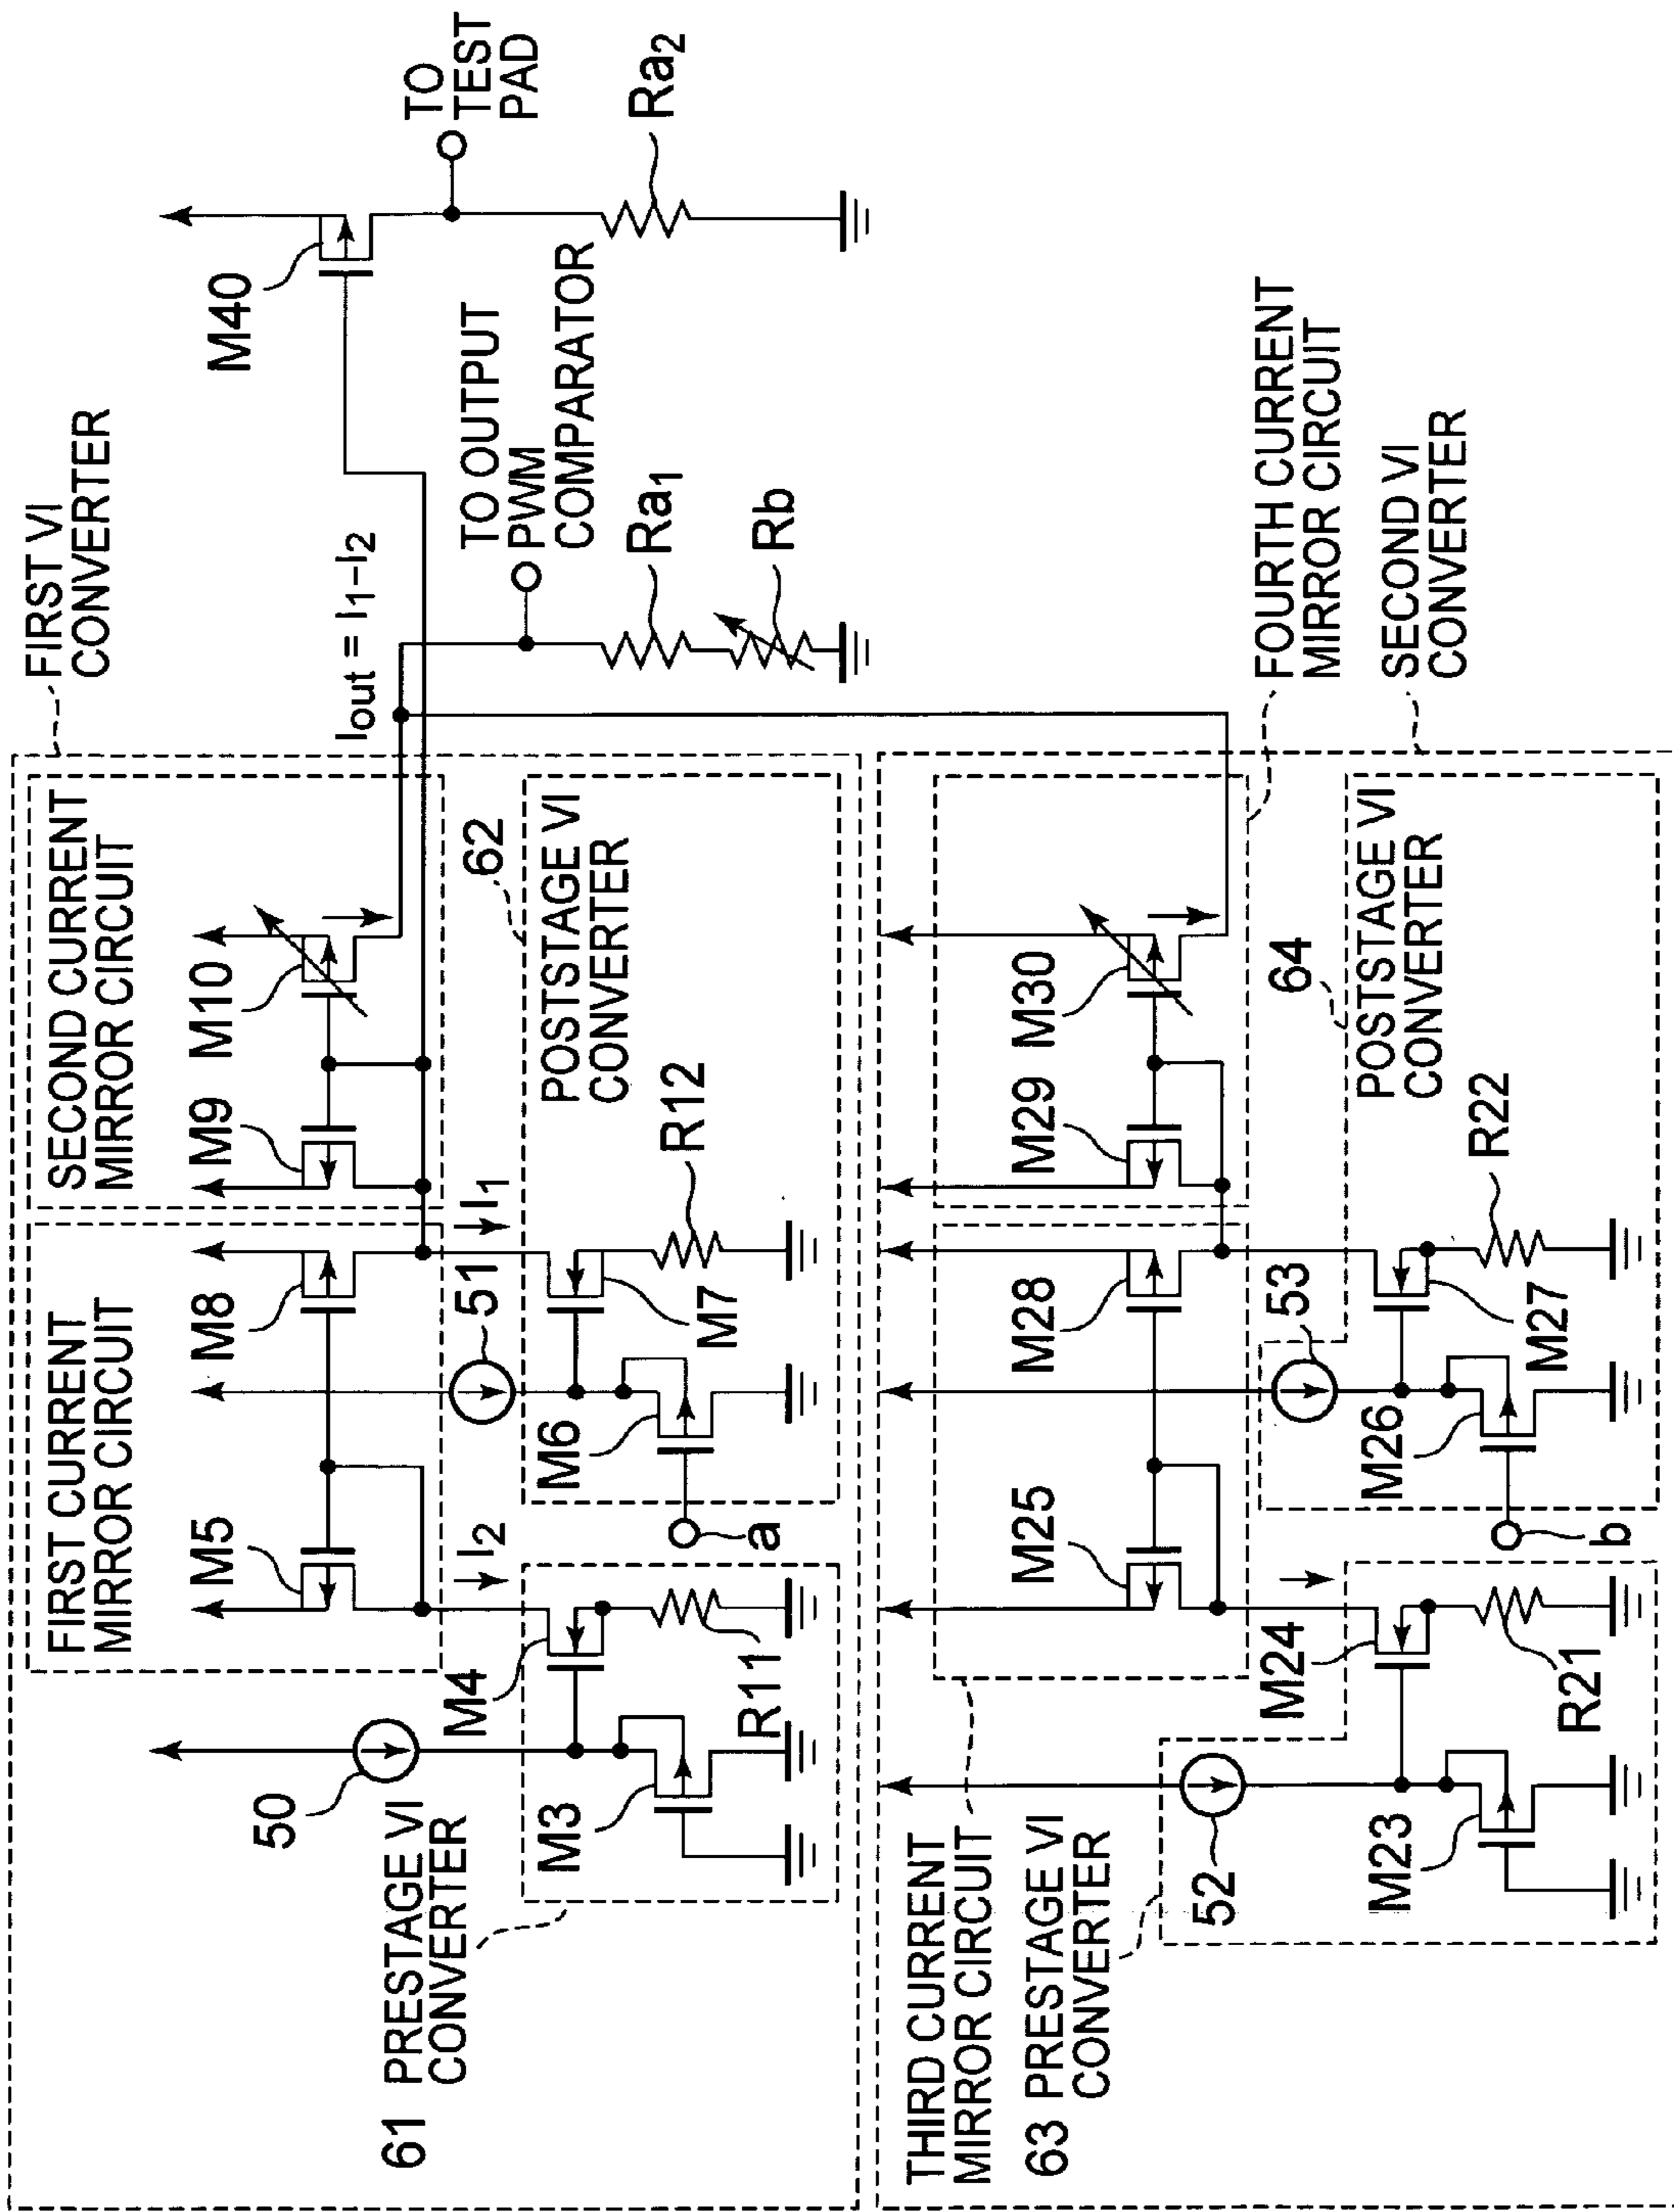 FIRST VI
CONVERTER
FIRST CURRENT
MIRROR CIRCUIT
SECOND CURRENT
MIRROR CIRCUIT
M5
M8
M9
M10
M40
50
I2
51
I1
Iout = I1-I2
TO
TEST
PAD
Ra2
TO OUTPUT
PWM
COMPARATOR
Ra1
Rb
61 PRESTAGE VI
CONVERTER
M4
M3
R11
a
M6
M7
R12
62
POSTSTAGE VI
CONVERTER
THIRD CURRENT
MIRROR CIRCUIT
63 PRESTAGE VI
CONVERTER
M25
M28
M29
M30
FOURTH CURRENT
MIRROR CIRCUIT
SECOND VI
CONVERTER
52
M24
M23
R21
53
b
M26
M27
R22
64
POSTSTAGE VI
CONVERTER